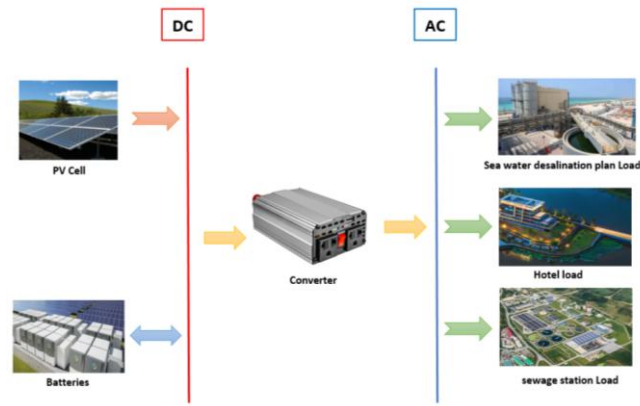 DC
AC
PV Cell
Sea water desalination plan Load
Converter
Hotel load
Batteries
sewage station Load